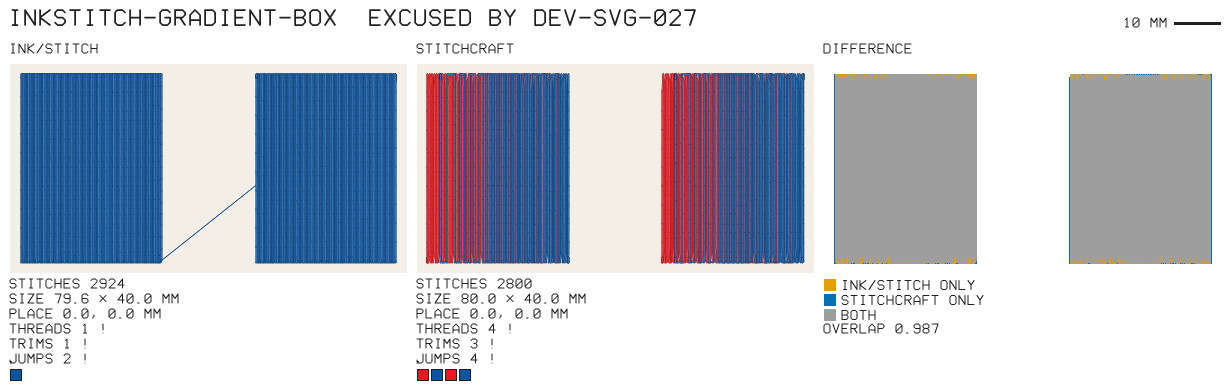 INKSTITCH-GRADIENT-BOX EXCUSED BY DEV-SVG-027
10 MM
INK/STITCH
STITCHCRAFT
DIFFERENCE
STITCHES 2924
SIZE 79.6 × 40.0 MM
PLACE 0.0, 0.0 MM
THREADS 1 !
TRIMS 1 !
JUMPS 2 !
STITCHES 2800
SIZE 80.0 × 40.0 MM
PLACE 0.0, 0.0 MM
THREADS 4 !
TRIMS 3 !
JUMPS 4 !
INK/STITCH ONLY
STITCHCRAFT ONLY
BOTH
OVERLAP 0.987